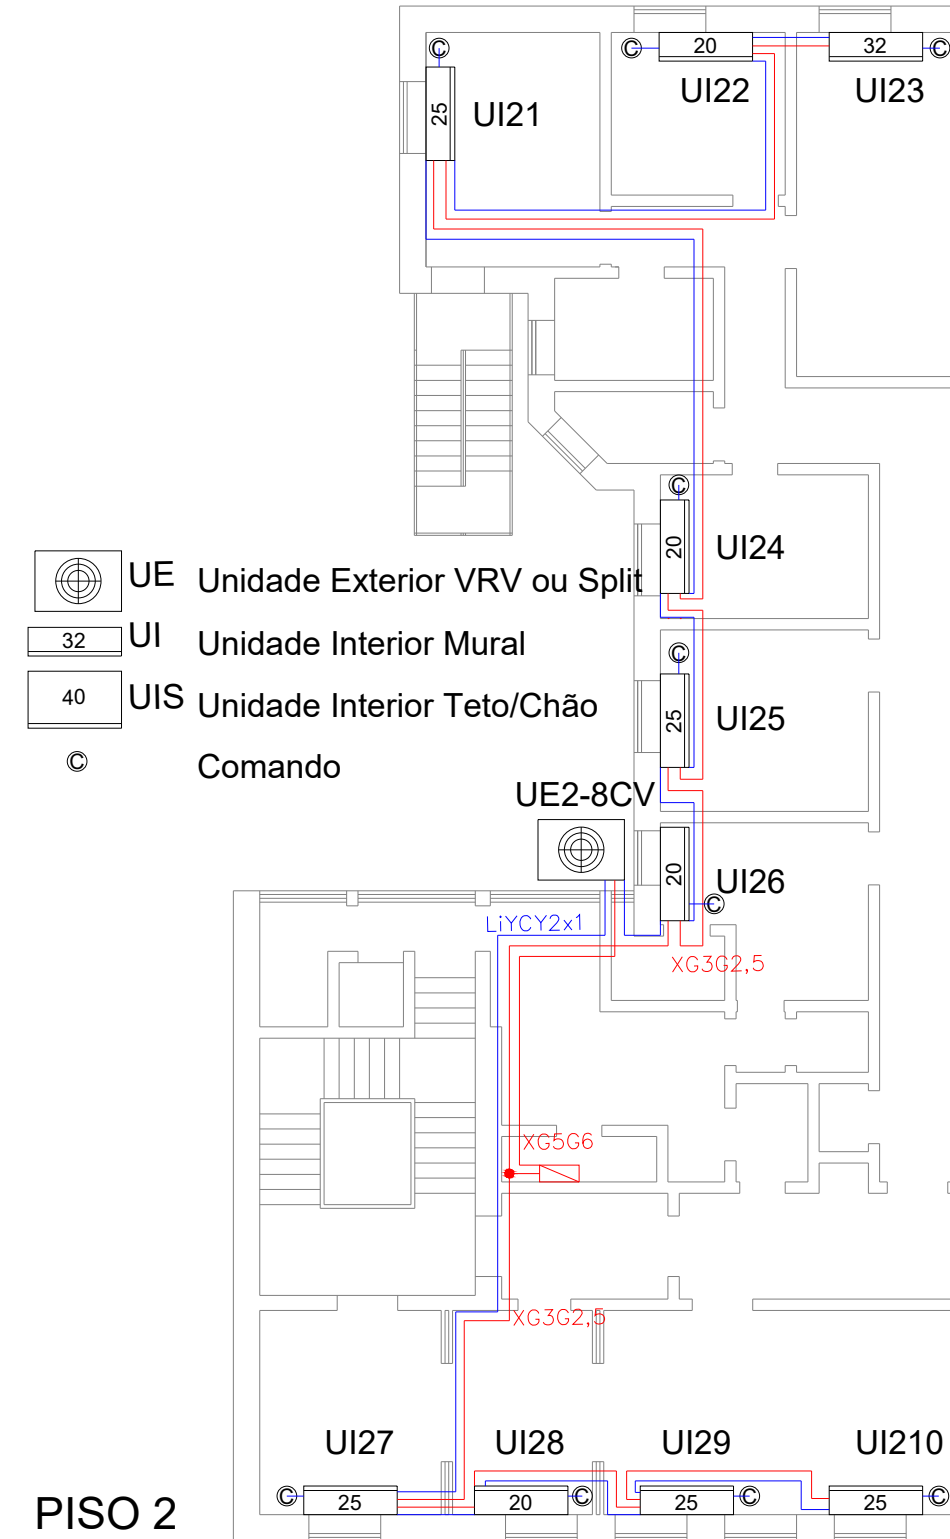 © 20 32 ©
©
UI22 UI23
25 UI21
©
20 UI24
UE Unidade Exterior VRV ou Split
32 UI Unidade Interior Mural
40 UIS Unidade Interior Teto/Chão
© Comando
©
25 UI25
UE2-8CV
20 UI26
©
LiYCY2x1
XG3G2,5
XG5G6
XG3G2,5
UI27 UI28 UI29 UI210
© 25 20 © 25 © 25 ©
PISO 2